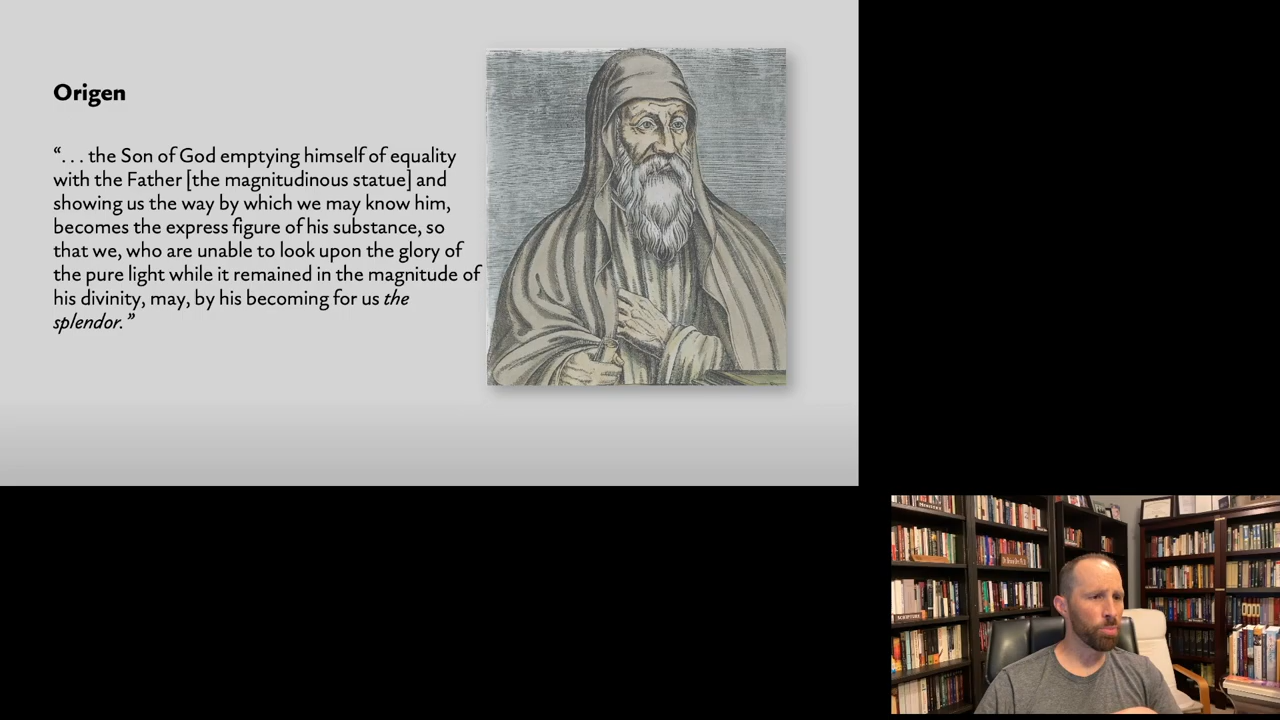 Origen
“. . . the Son of God emptying himself of equality
with the Father [the magnitudinous statue] and
showing us the way by which we may know him,
becomes the express figure of his substance, so
that we, who are unable to look upon the glory of
the pure light while it remained in the magnitude of
his divinity, may, by his becoming for us the
splendor.”
MINISTRY
SCRIPTURE